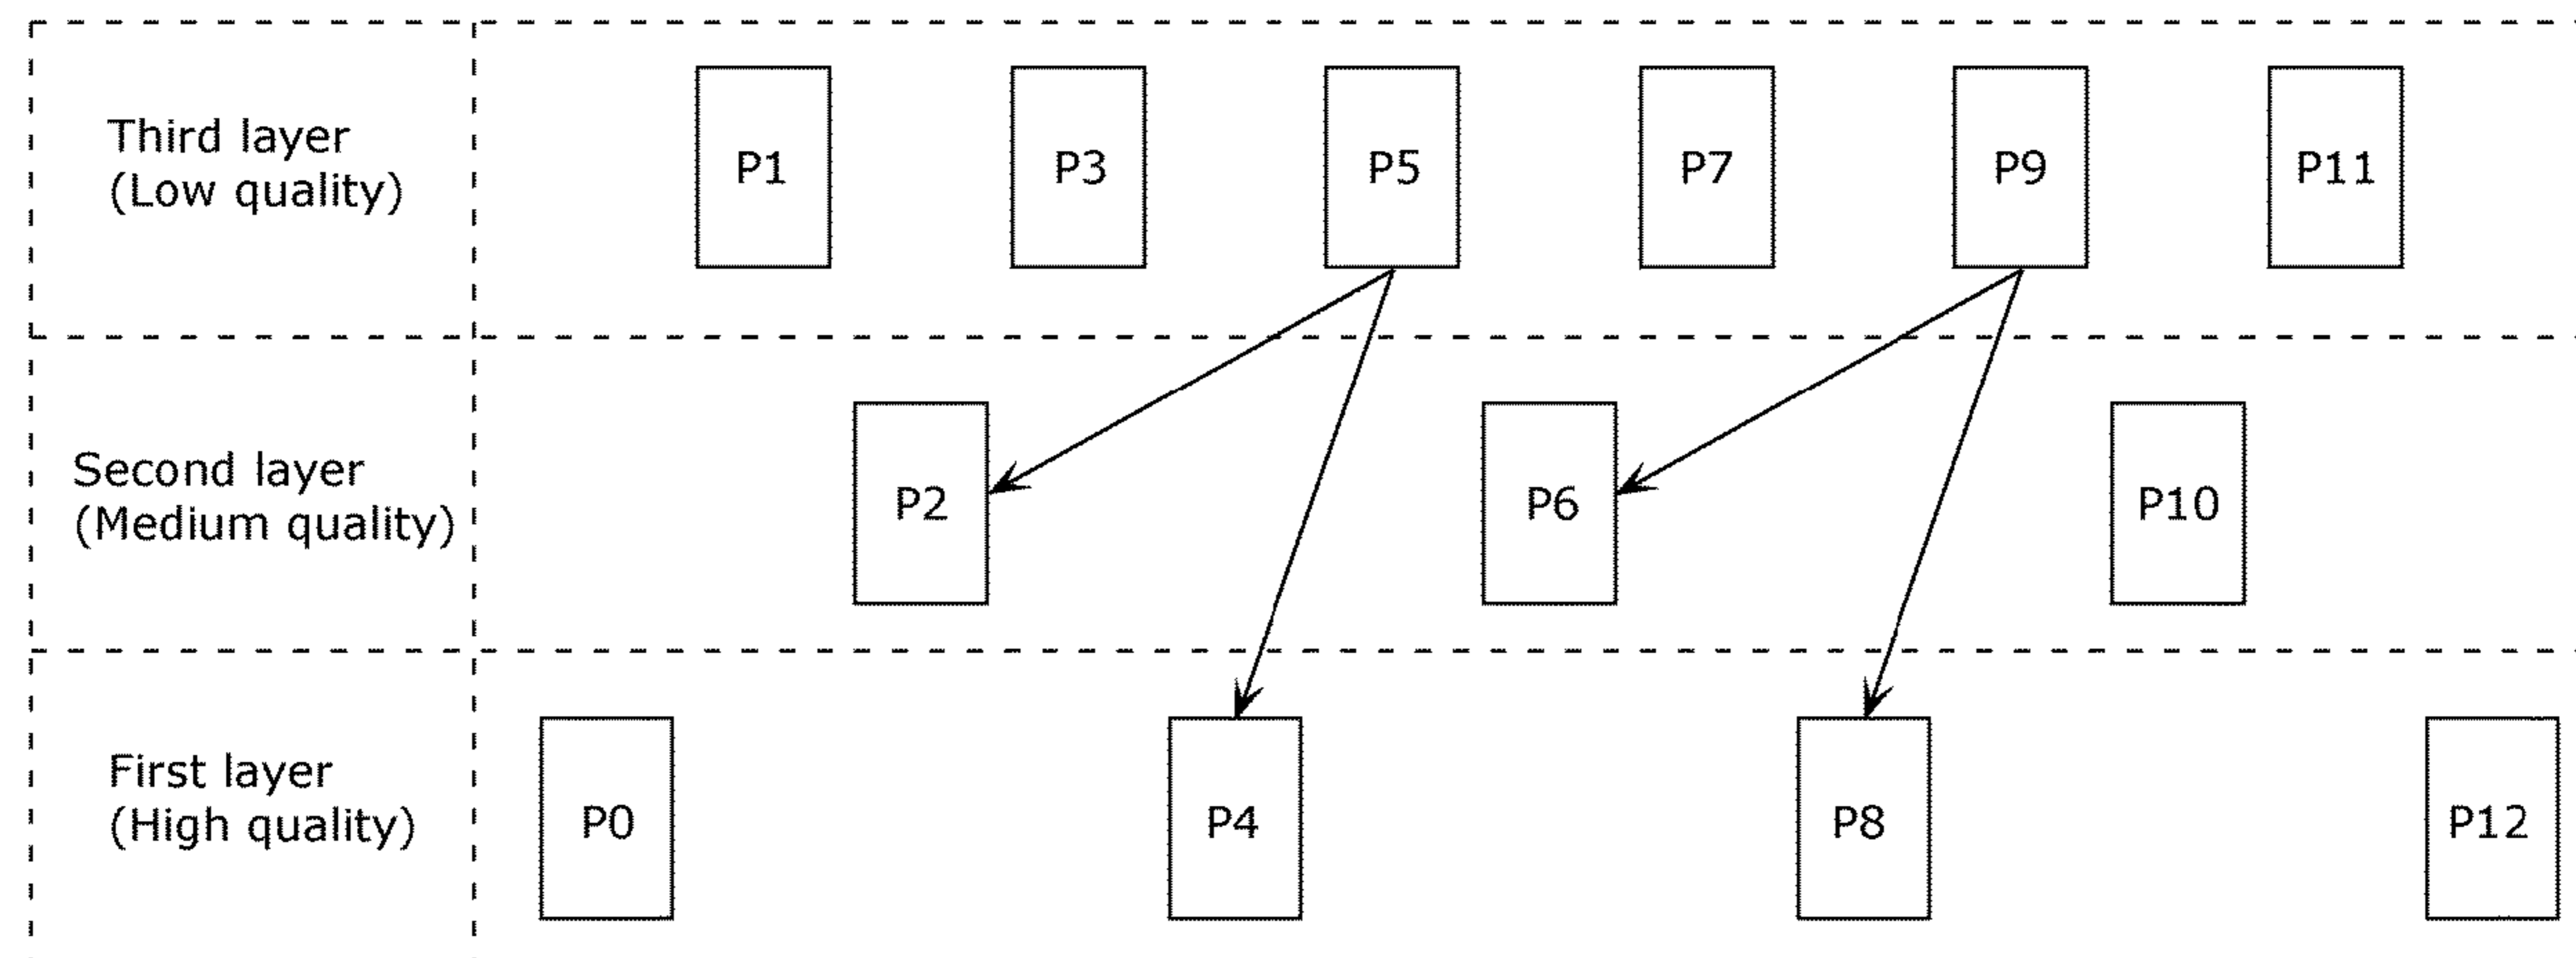 Third layer
(Low quality)
P1
P3
P5
P7
P9
P11
Second layer
(Medium quality)
P2
P6
P10
First layer
(High quality)
P0
P4
P8
P12